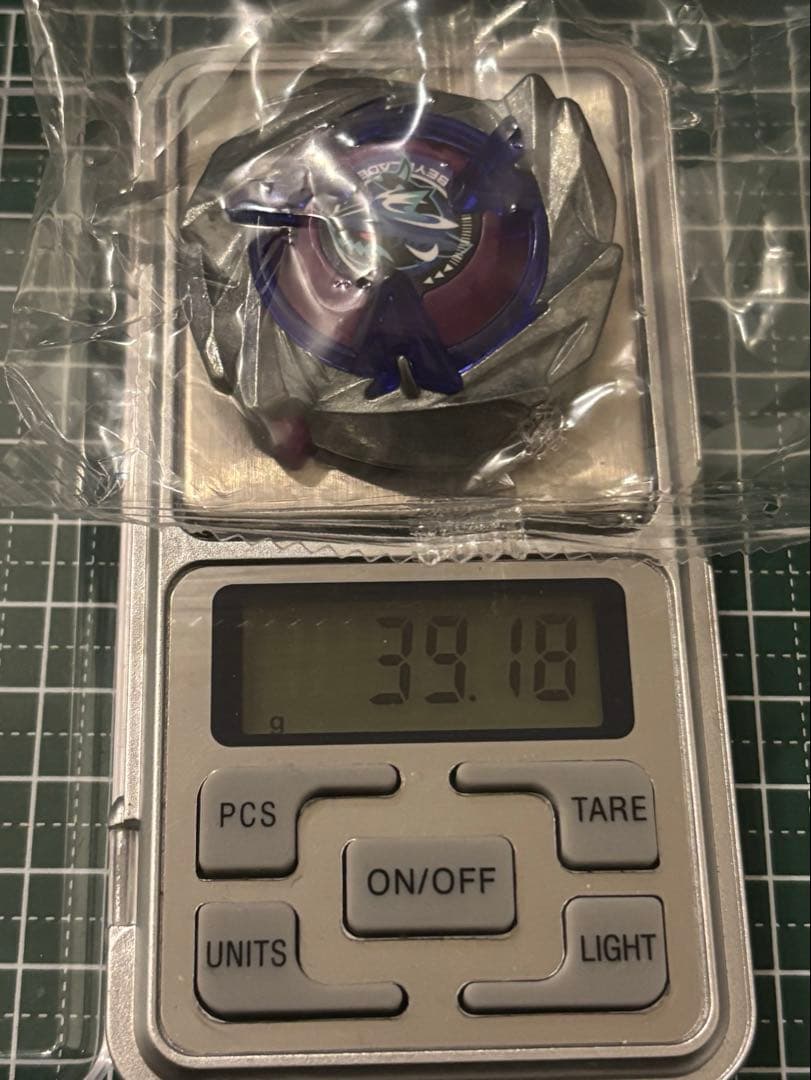 BEYBLADE
39.18
g
PCS
TARE
ON/OFF
UNITS
LIGHT